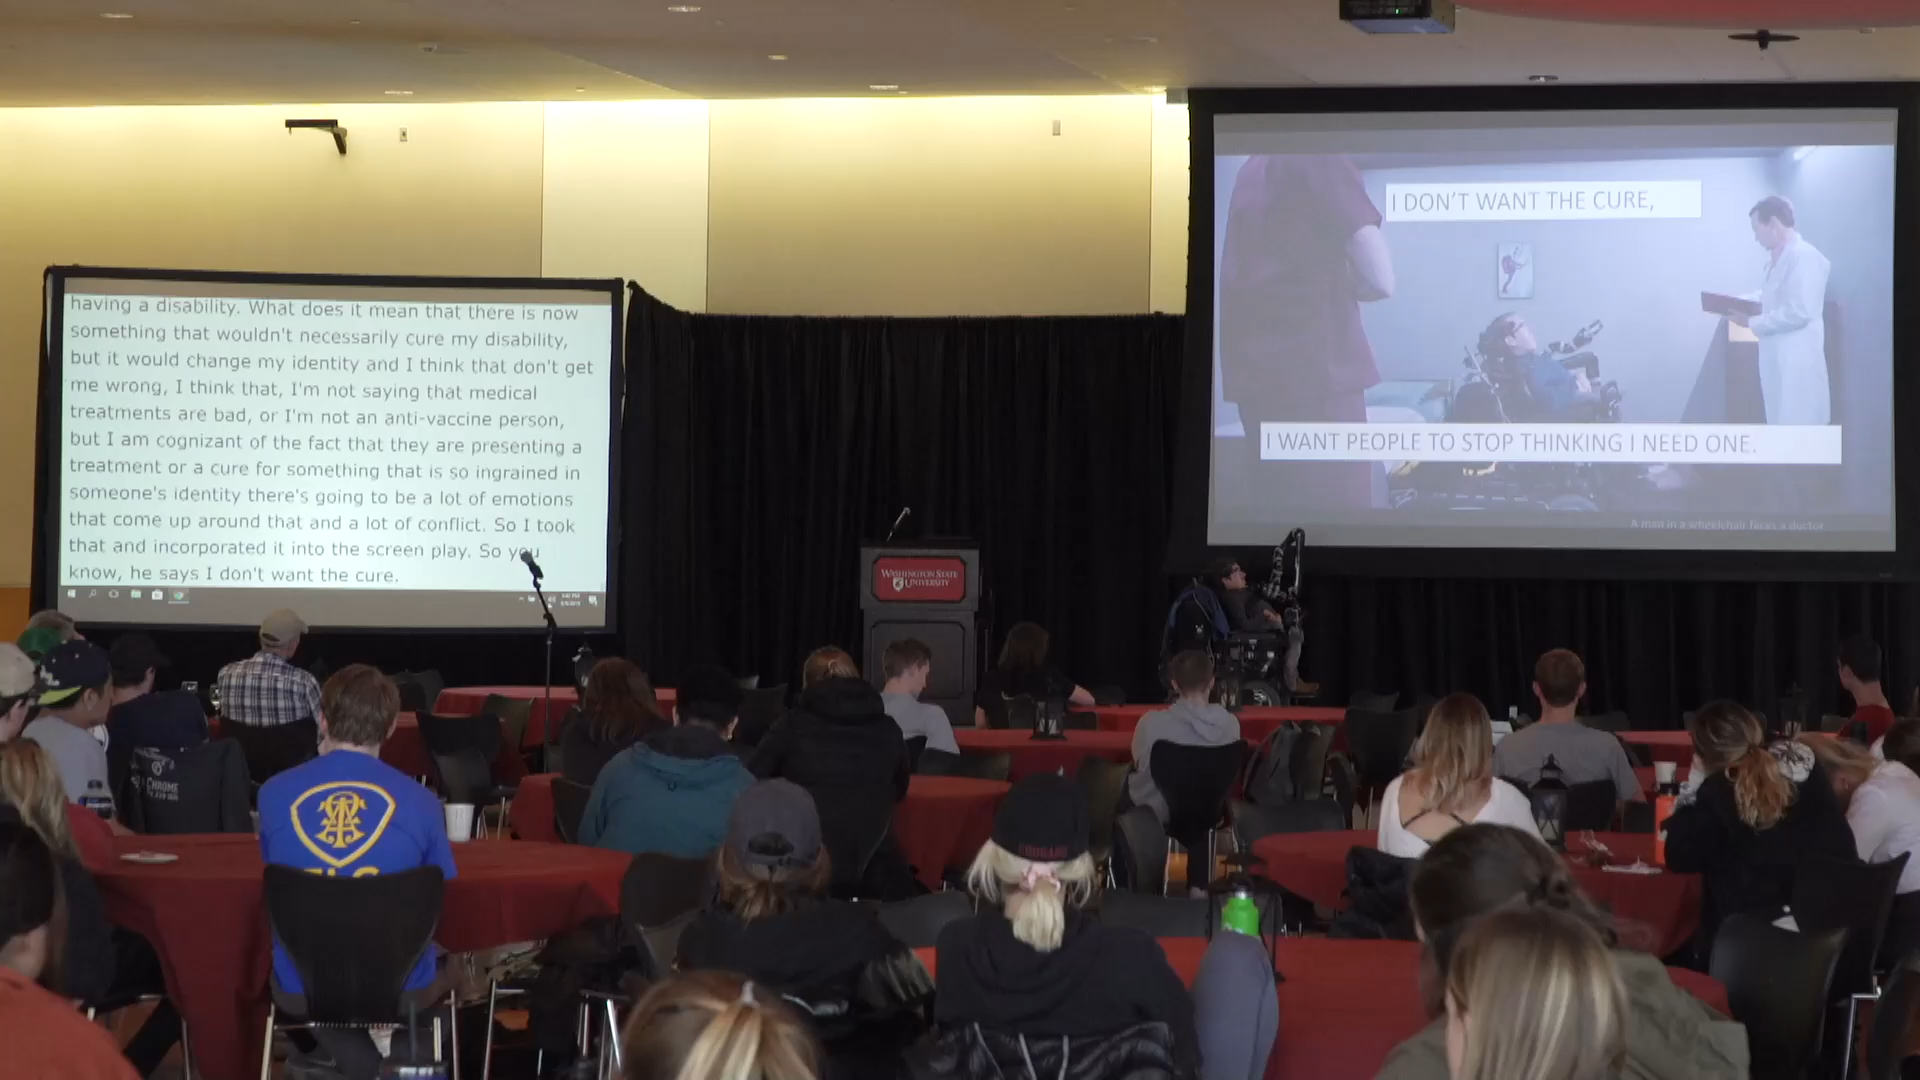 having a disability. What does it mean that there is now
something that wouldn't necessarily cure my disability,
but it would change my identity and I think that don't get
me wrong, I think that, I'm not saying that medical
treatments are bad, or I'm not an anti-vaccine person,
but I am cognizant of the fact that they are presenting a
treatment or a cure for something that is so ingrained in
someone's identity there's going to be a lot of emotions
that come up around that and a lot of conflict. So I took
that and incorporated it into the screen play. So you
know, he says I don't want the cure.
I DON'T WANT THE CURE,
I WANT PEOPLE TO STOP THINKING I NEED ONE.
A man in a wheelchair faces a doctor
WASHINGTON STATE
UNIVERSITY
CHROME
COUGARS